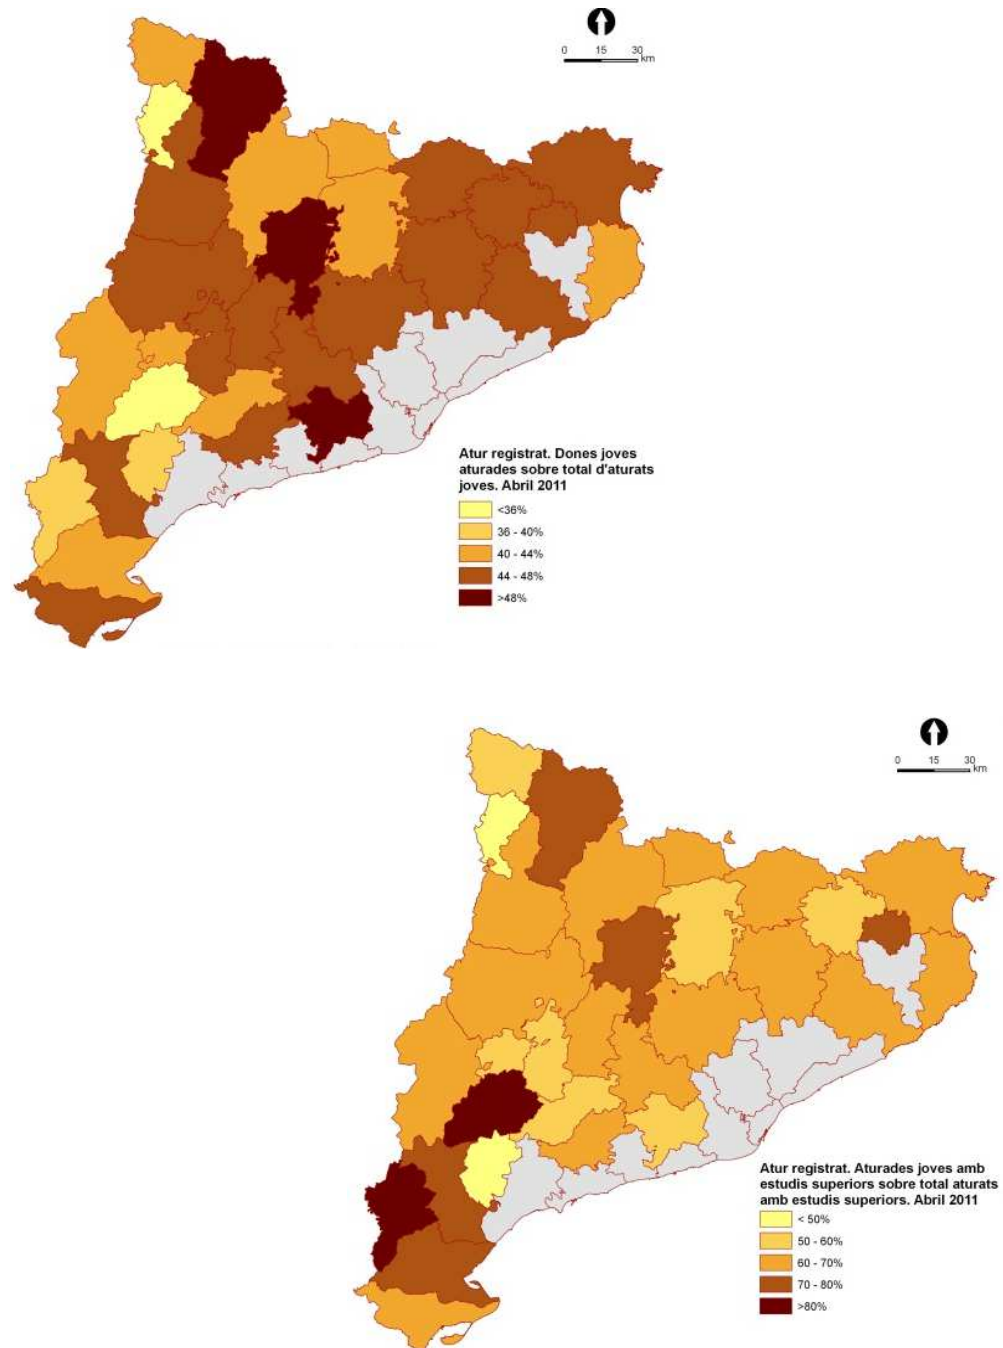 0 15 30
km
Atur registrat. Dones joves
aturades sobre total d'aturats
joves. Abril 2011
<36%
36 - 40%
40 - 44%
44 - 48%
>48%
0 15 30
km
Atur registrat. Aturades joves amb
estudis superiors sobre total aturats
amb estudis superiors. Abril 2011
< 50%
50 - 60%
60 - 70%
70 - 80%
>80%